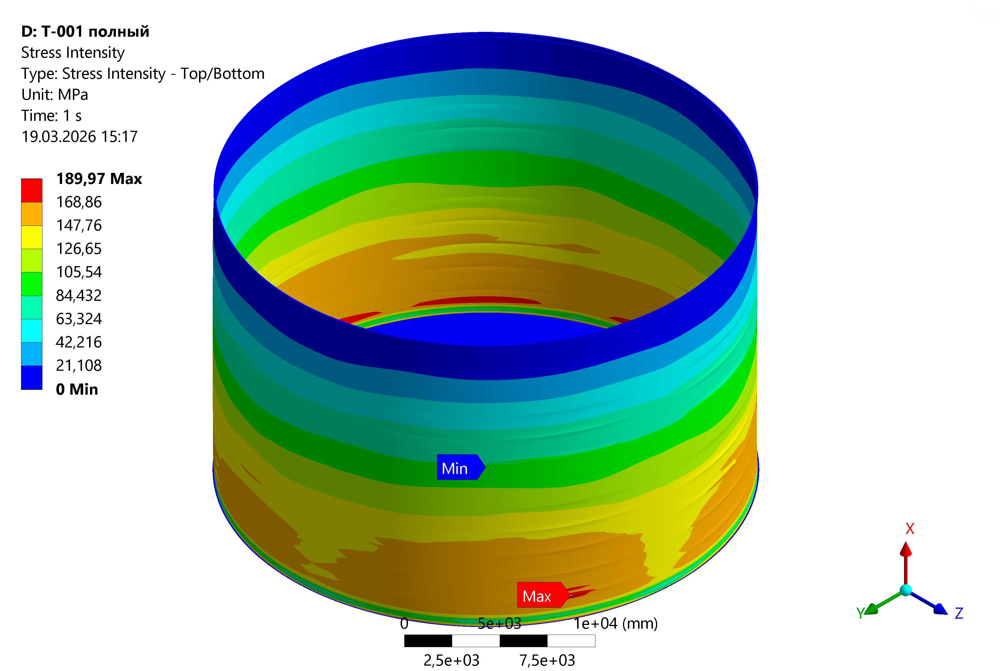 D: T-001 полный
Stress Intensity
Type: Stress Intensity - Top/Bottom
Unit: MPa
Time: 1 s
19.03.2026 15:17
189,97 Max
168,86
147,76
126,65
105,54
84,432
63,324
42,216
21,108
0 Min
Min
Max
0 5e+03 1e+04 (mm)
2,5e+03 7,5e+03
X
Y
Z